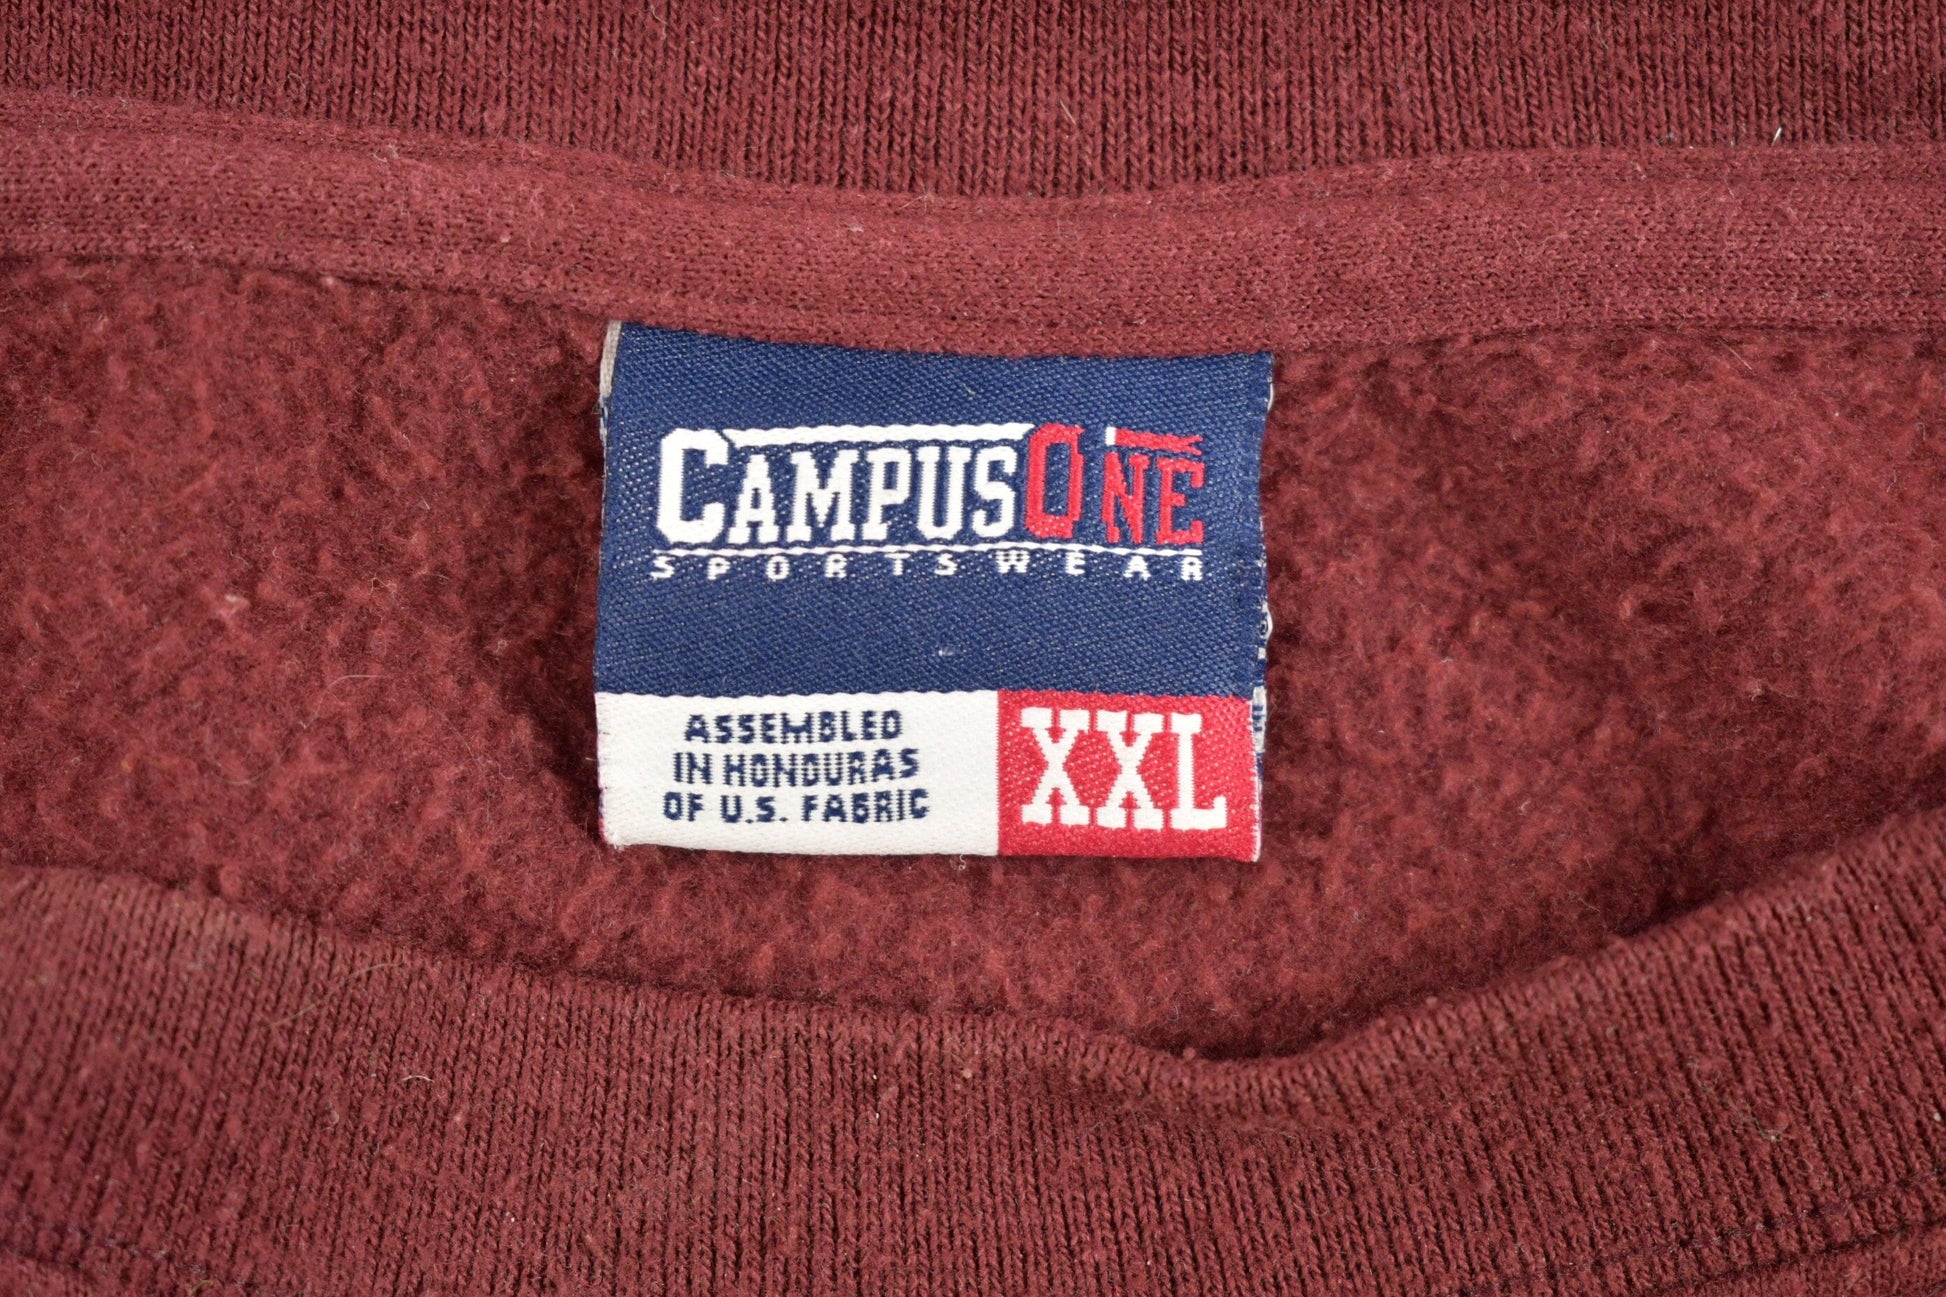 CAMPUSONE
SPORTSWEAR
ASSEMBLED
IN HONDURAS
OF U.S. FABRIC
XXL